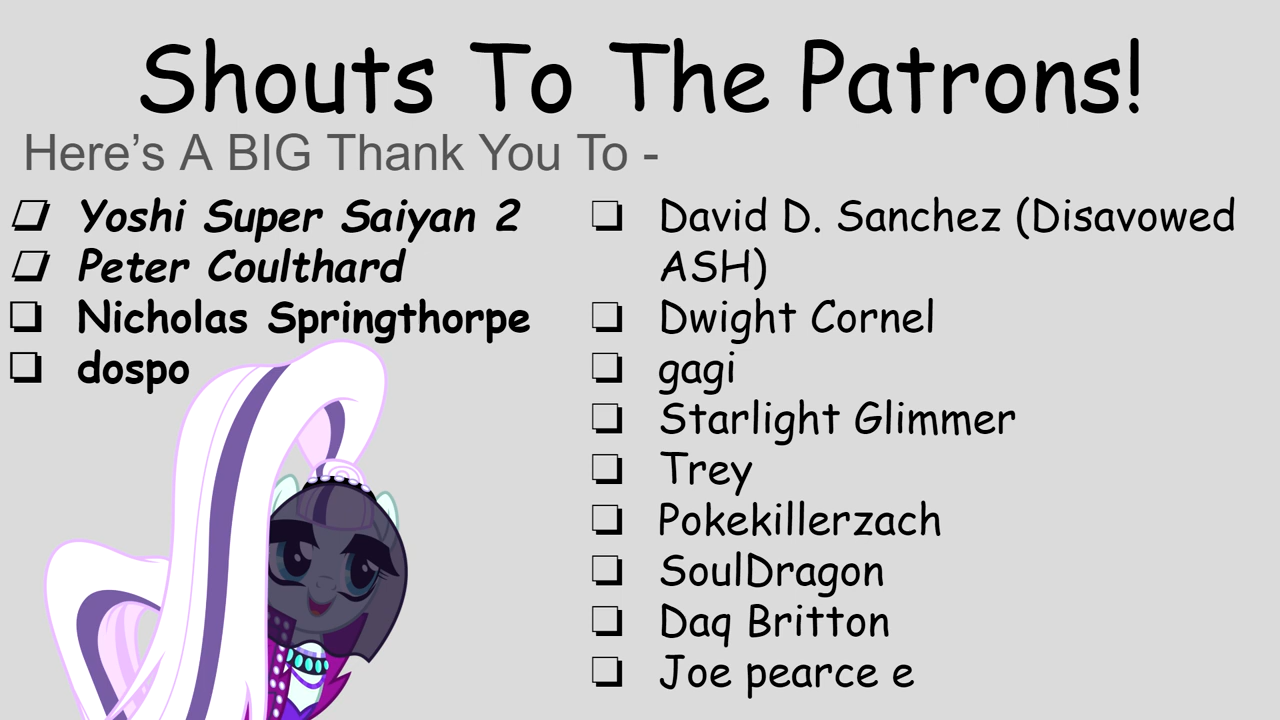 Shouts To The Patrons!
Here’s A BIG Thank You To -
❏ Yoshi Super Saiyan 2
❏ Peter Coulthard
❏ Nicholas Springthorpe
❏ dospo
❏ David D. Sanchez (Disavowed
ASH)
❏ Dwight Cornel
❏ gagi
❏ Starlight Glimmer
❏ Trey
❏ Pokekillerzach
❏ SoulDragon
❏ Daq Britton
❏ Joe pearce e